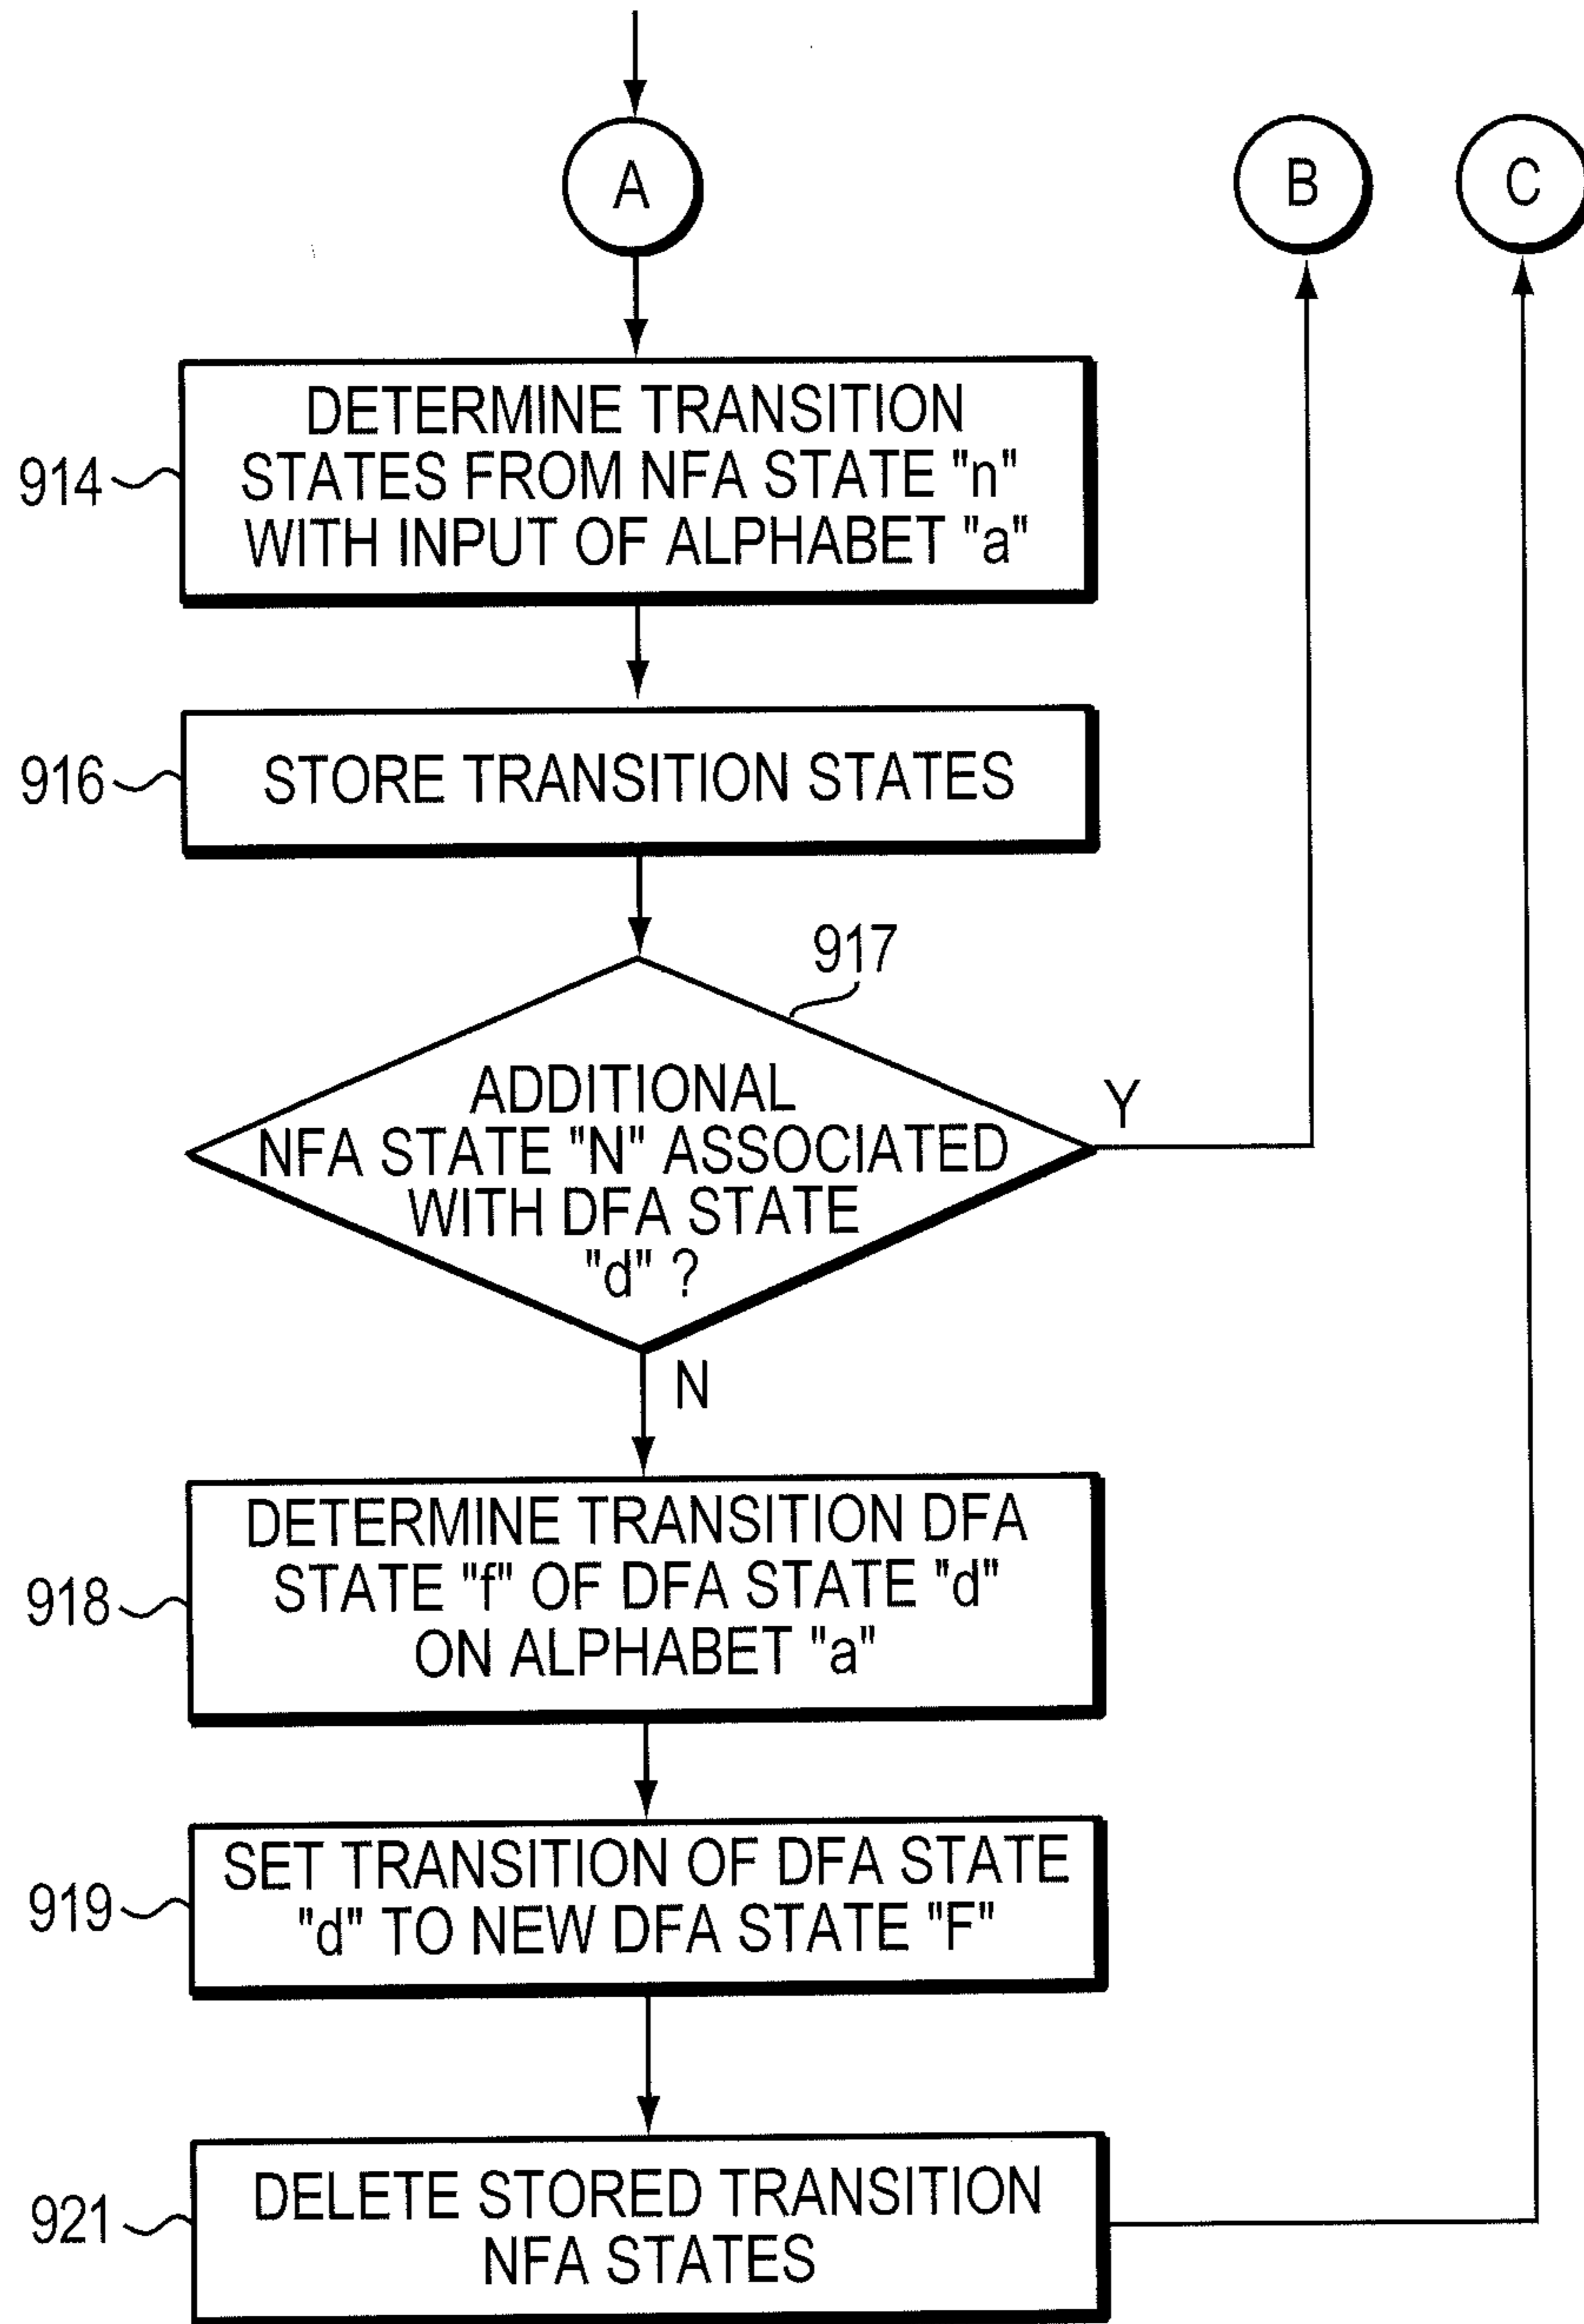 A
B
C
914
DETERMINE TRANSITION
STATES FROM NFA STATE "n"
WITH INPUT OF ALPHABET "a"
916
STORE TRANSITION STATES
917
ADDITIONAL
NFA STATE "N" ASSOCIATED
WITH DFA STATE
"d" ?
Y
N
918
DETERMINE TRANSITION DFA
STATE "f" OF DFA STATE "d"
ON ALPHABET "a"
919
SET TRANSITION OF DFA STATE
"d" TO NEW DFA STATE "F"
921
DELETE STORED TRANSITION
NFA STATES